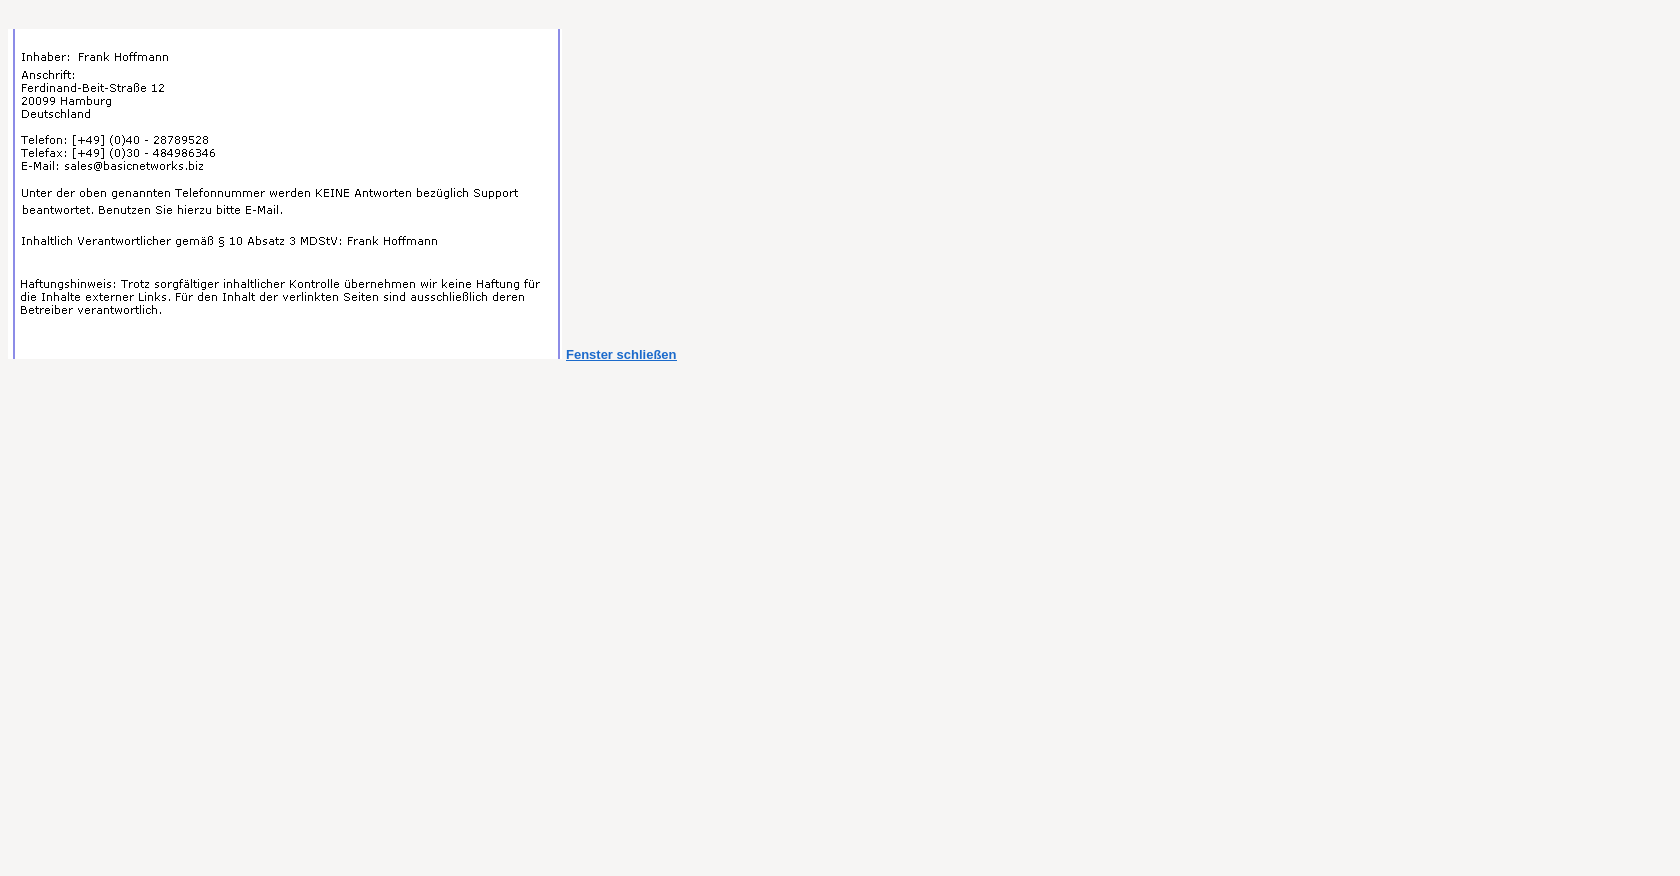 Inhaber: Frank Hoffmann
Anschrift:
Ferdinand-Beit-Straße 12
20099 Hamburg
Deutschland
Telefon: [+49] (0)40 - 28789528
Telefax: [+49] (0)30 - 484986346
E-Mail: sales@basicnetworks.biz
Unter der oben genannten Telefonnummer werden KEINE Antworten bezüglich Support
beantwortet. Benutzen Sie hierzu bitte E-Mail.
Inhaltlich Verantwortlicher gemäß § 10 Absatz 3 MDStV: Frank Hoffmann
Haftungshinweis: Trotz sorgfältiger inhaltlicher Kontrolle übernehmen wir keine Haftung für
die Inhalte externer Links. Für den Inhalt der verlinkten Seiten sind ausschließlich deren
Betreiber verantwortlich.
Fenster schließen